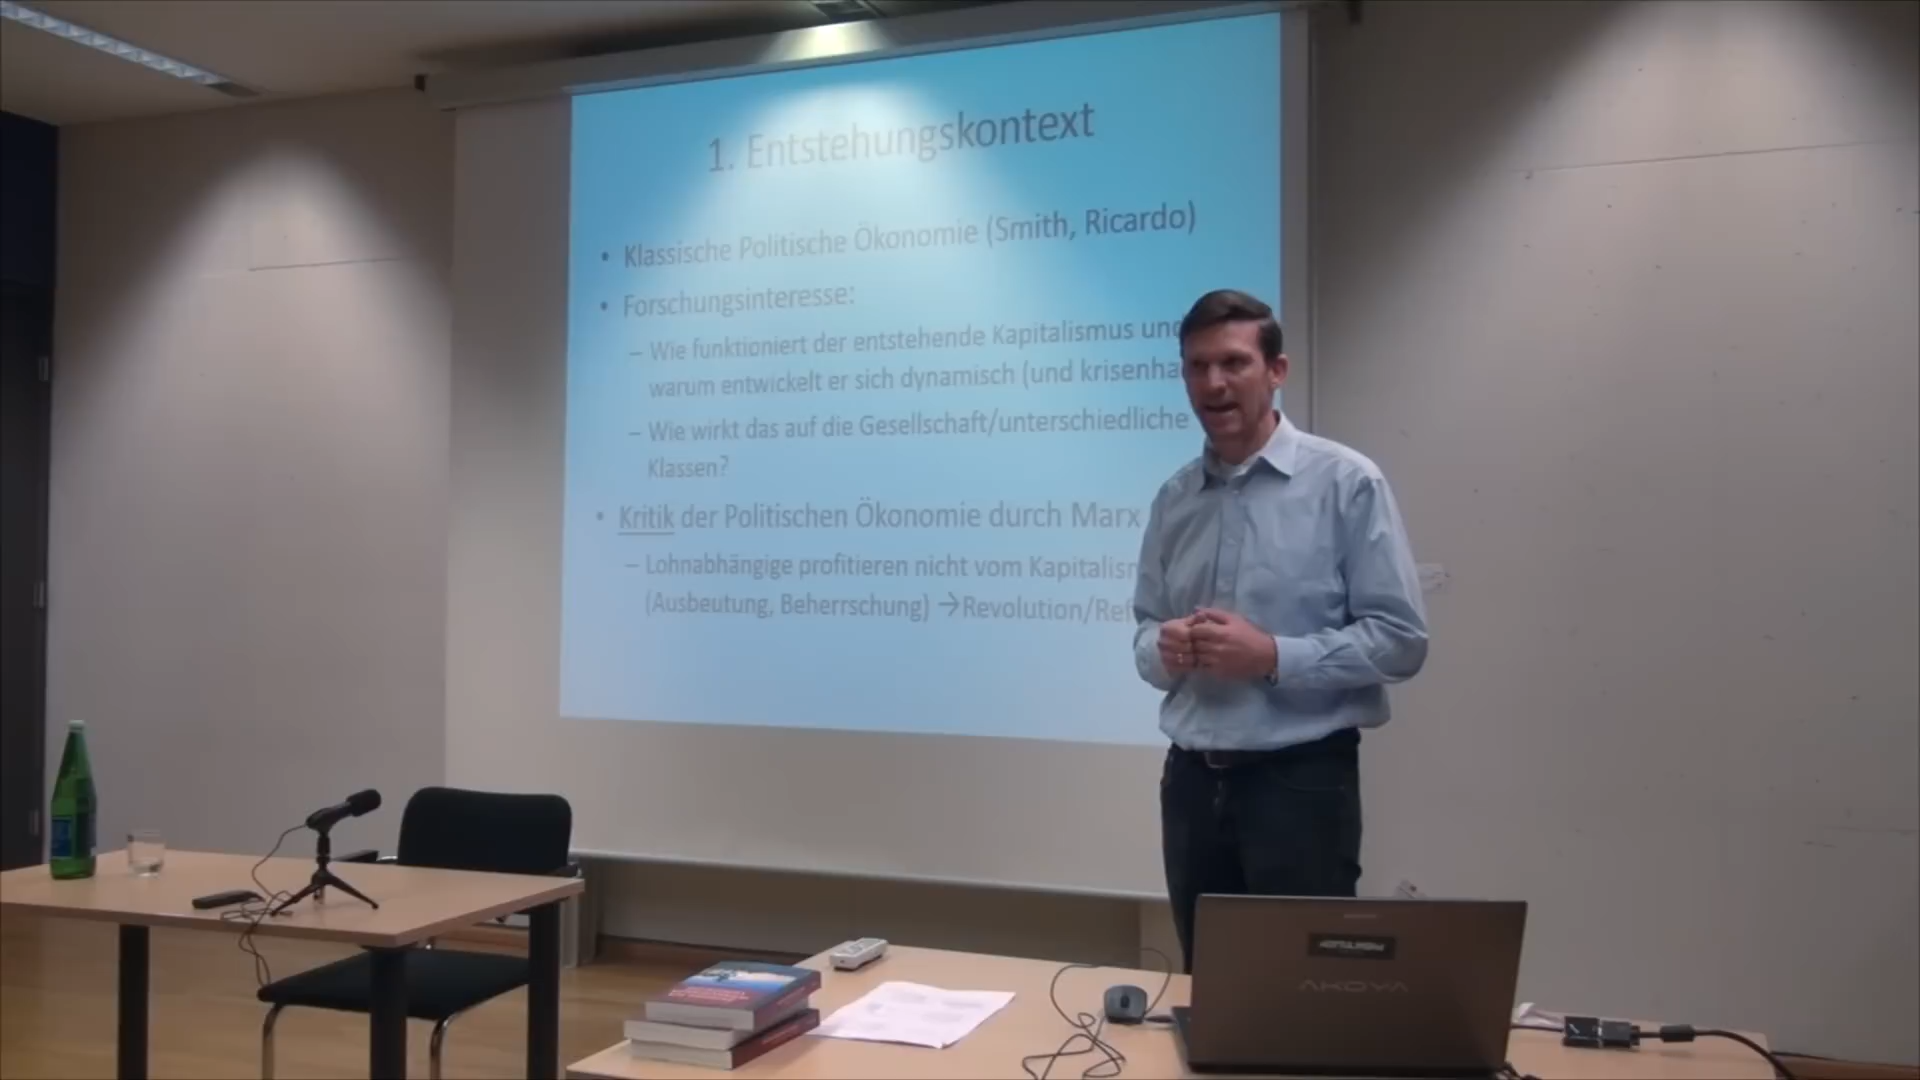 1. Entstehungskontext
• Klassische Politische Ökonomie (Smith, Ricardo)
• Forschungsinteresse:
– Wie funktioniert der entstehende Kapitalismus und
warum entwickelt er sich dynamisch (und krisenha
– Wie wirkt das auf die Gesellschaft/unterschiedliche
Klassen?
• Kritik der Politischen Ökonomie durch Marx
– Lohnabhängige profitieren nicht vom Kapitalism
(Ausbeutung, Beherrschung) →Revolution/Ref
AKOYA